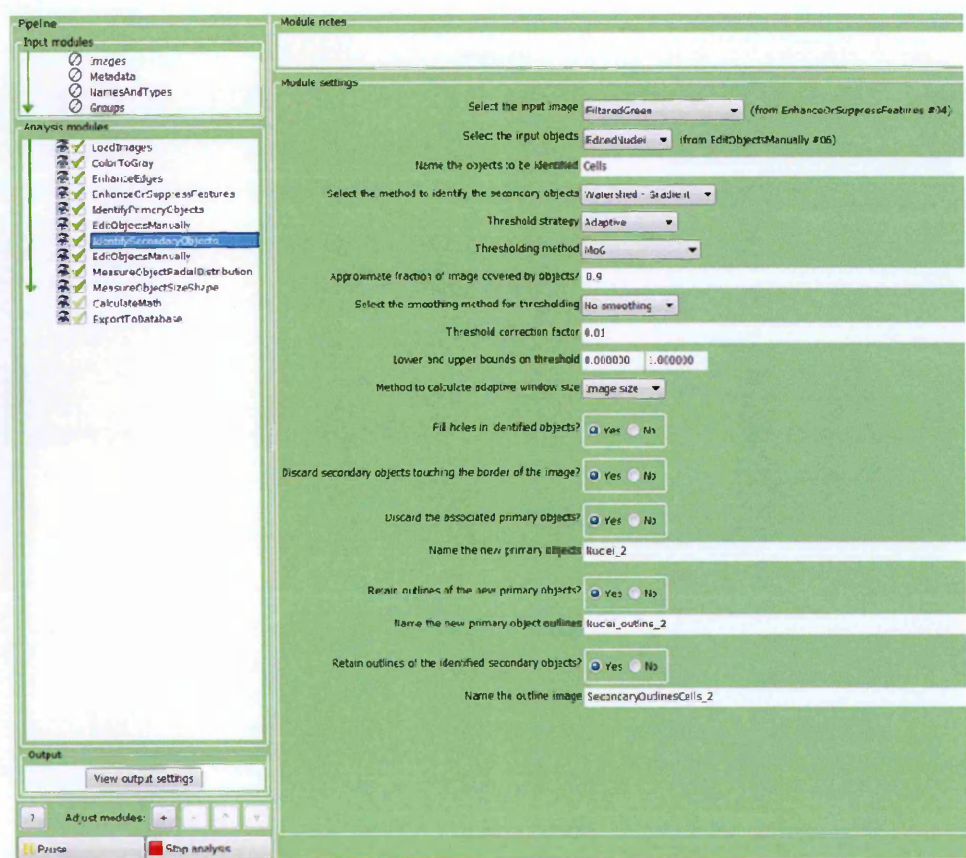 Pipeline
Input modules
Images
Metadata
NamesAndTypes
Groups
Analysis modules
LoadImages
ColorToGray
EnhanceEdges
EnhanceOrSuppressFeatures
IdentifyPrimaryObjects
EditObjectsManually
IdentifySecondaryObjects
EditObjectsManually
MeasureObjectRadialDistribution
MeasureObjectSizeShape
CalculateMath
ExportToDatabase
Output
View output settings
? Adjust modules: + - ^ v
Pause Stop analysis
Module notes
Module settings
Select the input image FilteredGreen (from EnhanceOrSuppressFeatures #04)
Select the input objects EditedNuclei (from EditObjectsManually #06)
Name the objects to be identified Cells
Select the method to identify the secondary objects Watershed - Gradient
Threshold strategy Adaptive
Thresholding method MoG
Approximate fraction of image covered by objects? 0.9
Select the smoothing method for thresholding No smoothing
Threshold correction factor 0.01
Lower and upper bounds on threshold 0.000000 1.000000
Method to calculate adaptive window size Image size
Fill holes in identified objects? Yes No
Discard secondary objects touching the border of the image? Yes No
Discard the associated primary objects? Yes No
Name the new primary objects Nucei_2
Retain outlines of the new primary objects? Yes No
Name the new primary object outlines Nucei_outline_2
Retain outlines of the identified secondary objects? Yes No
Name the outline image SecondaryOutlinesCells_2